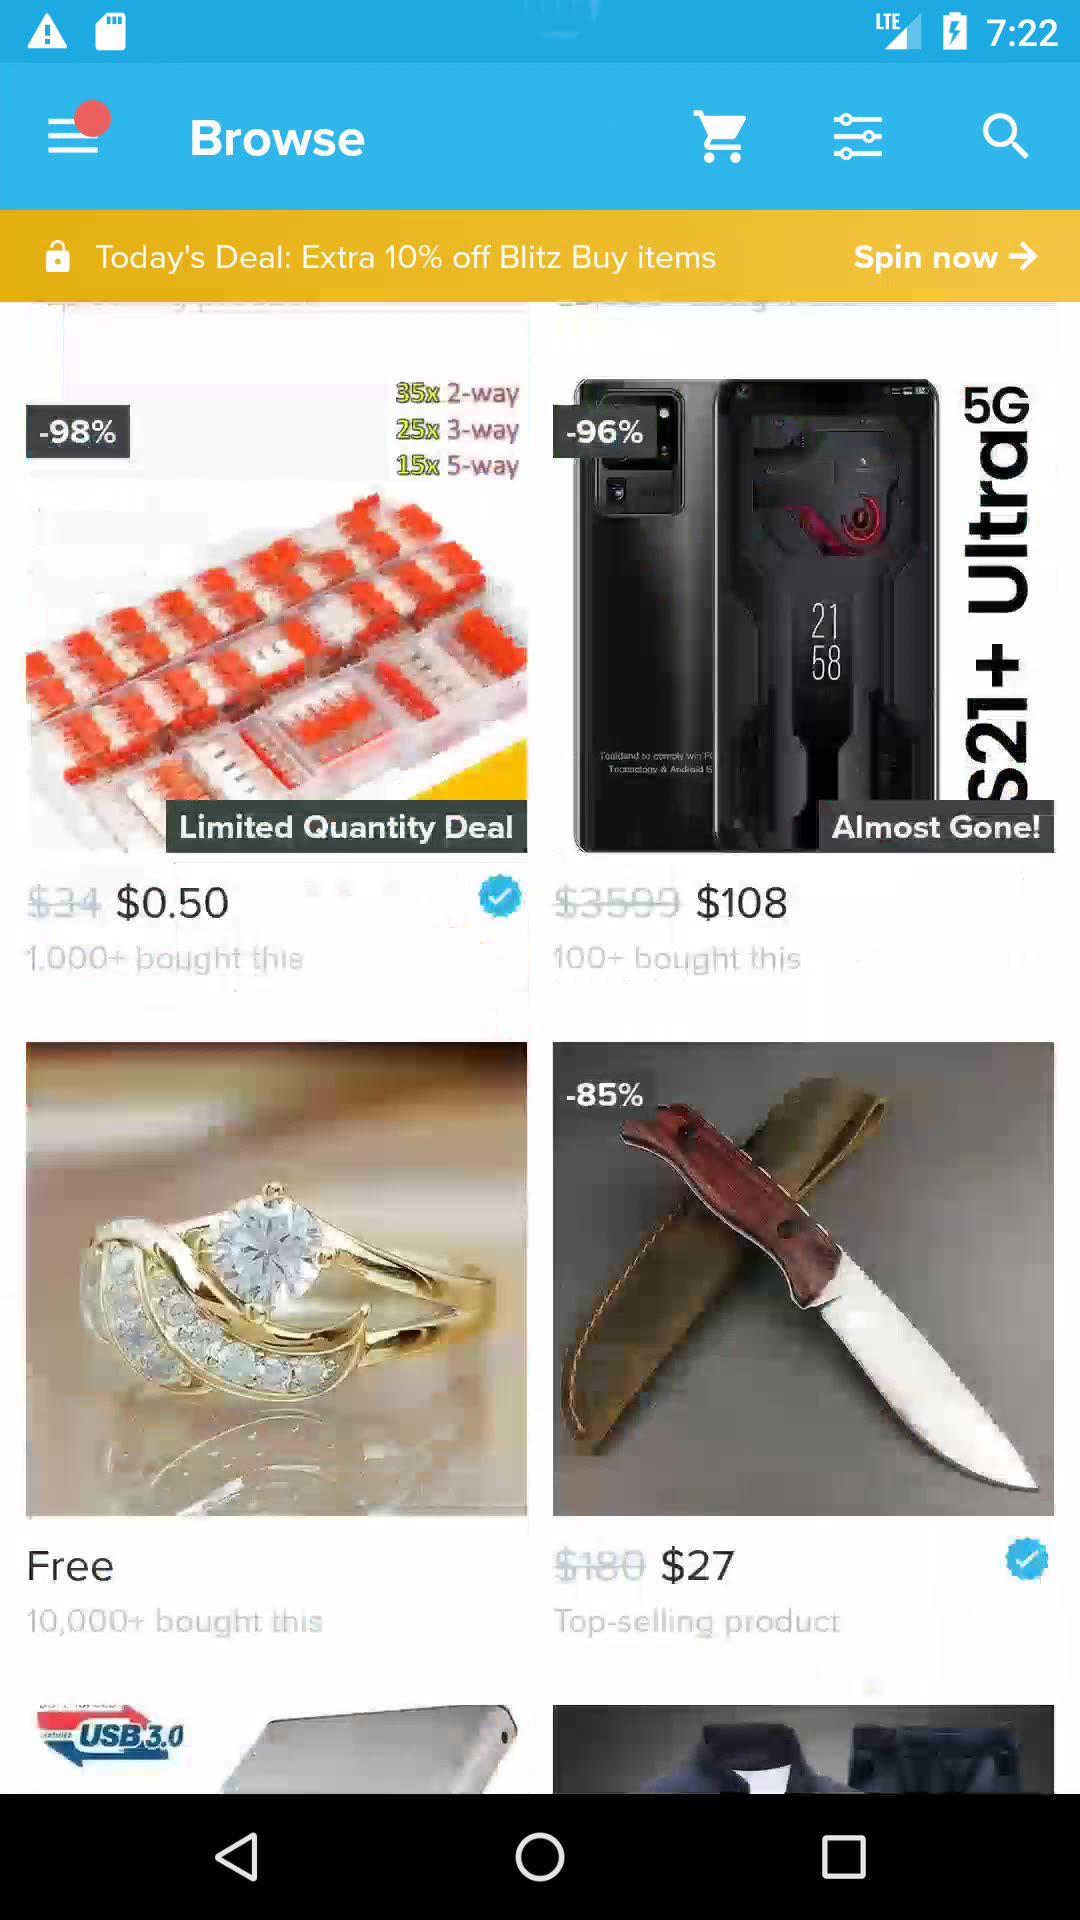 LTE 7:22
Browse
Today's Deal: Extra 10% off Blitz Buy items Spin now
-98%
35x 2-way
25x 3-way
15x 5-way
Limited Quantity Deal
$34 $0.50
1,000+ bought this
-96%
5G
S21+ Ultra
21
58
Almost Gone!
$3599 $108
100+ bought this
Free
10,000+ bought this
-85%
$180 $27
Top-selling product
USB 3.0